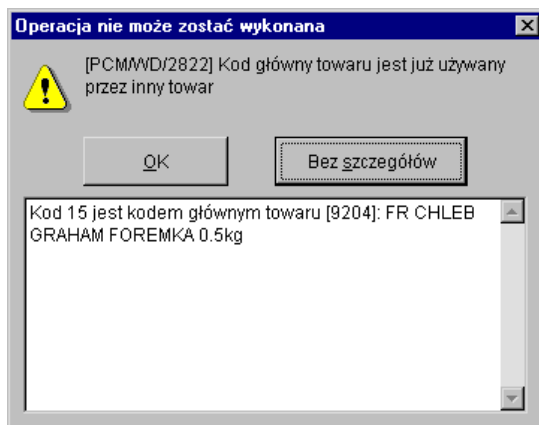 Operacja nie może zostać wykonana
[PCM/WD/2822] Kod główny towaru jest już używany
przez inny towar
OK
Bez szczegółów
Kod 15 jest kodem głównym towaru [9204]: FR CHLEB
GRAHAM FOREMKA 0.5kg